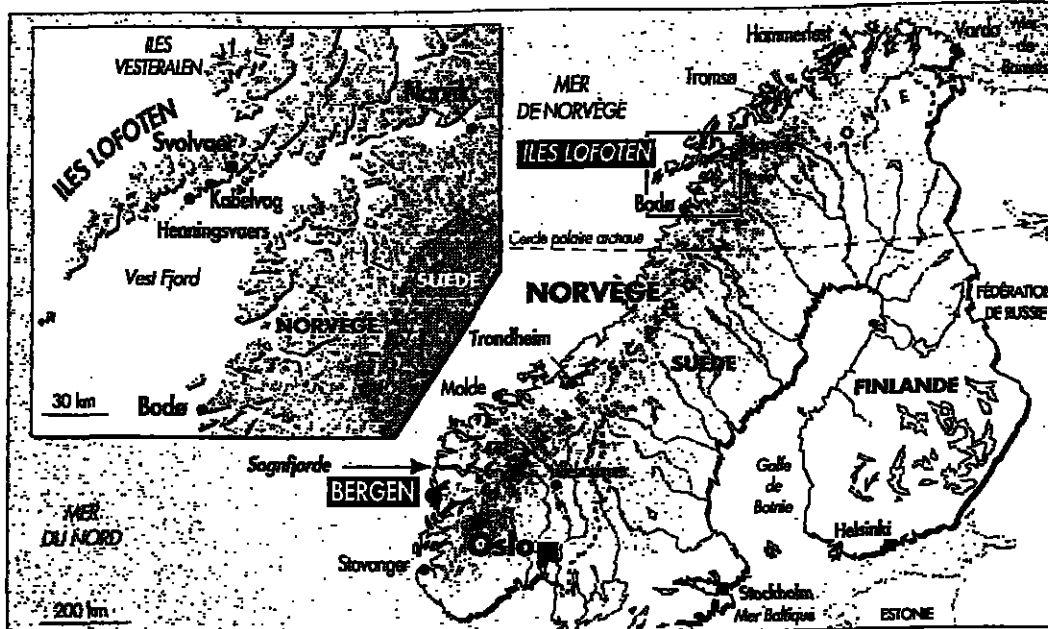 ILES
VESTERALEN
ILES LOFOTEN
Svolvaer
Kabelvag
Henningsvaers
Vest Fjord
NORVÈGE
30 km
Bodø
Hammerfest
Tromsø
MER
DE NORVÈGE
ILES LOFOTEN
Bodø
Cercle polaire arctique
NORVÈGE
Trondheim
Molde
SUÈDE
FINLANDE
FÉDÉRATION
DE RUSSIE
Sognfjorde
BERGEN
Golfe
de
Botnie
MER
DU NORD
Oslo
Helsinki
Stavanger
Stockholm
Mer Baltique
ESTONIE
200 km